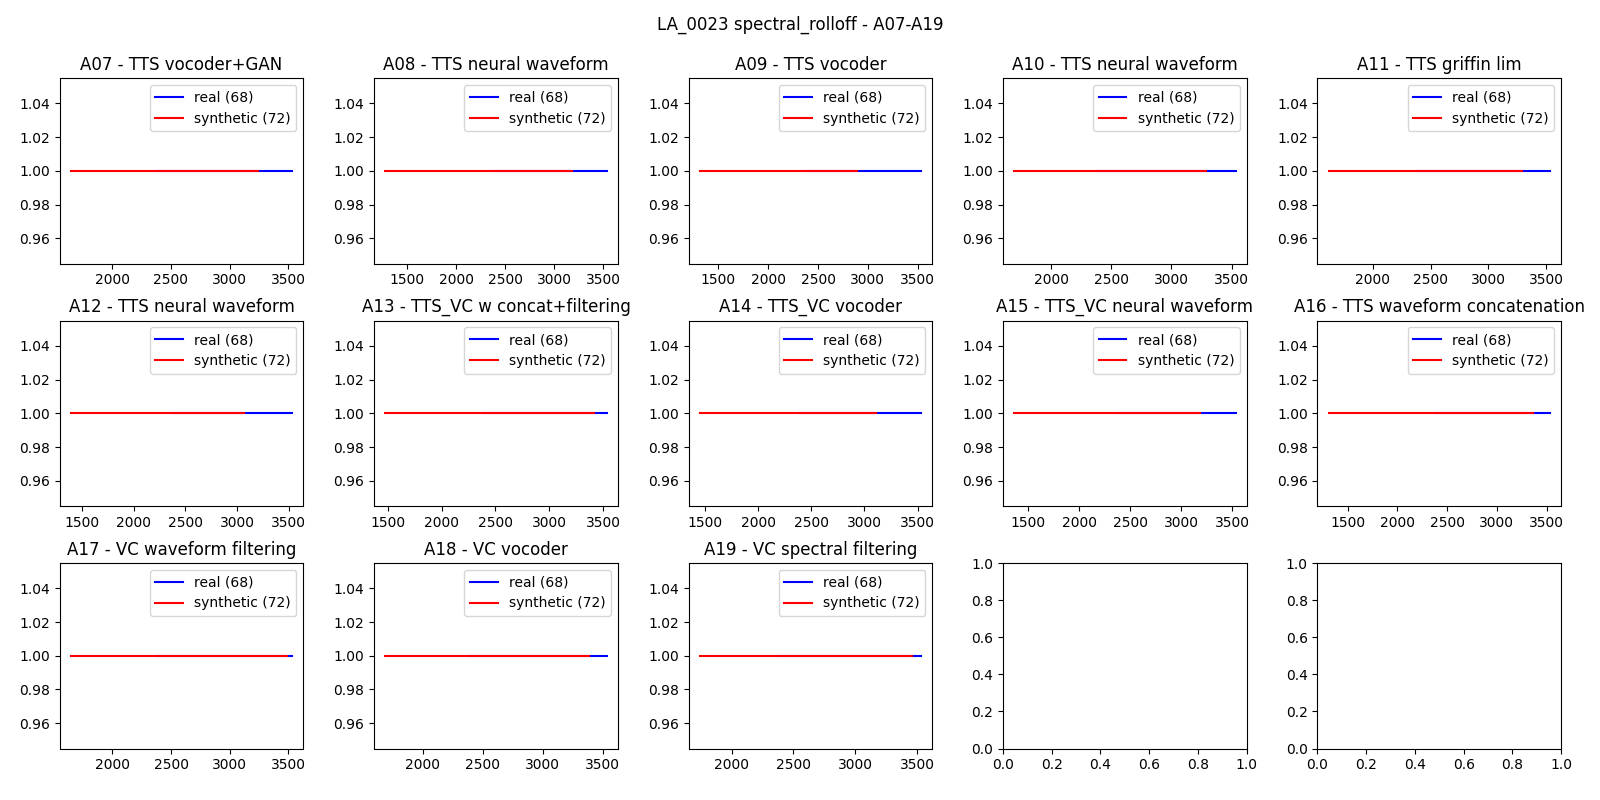 LA_0023 spectral_rolloff - A07-A19
A07 - TTS vocoder+GAN
1.04
1.02
1.00
0.98
0.96
real (68)
synthetic (72)
2000 2500 3000 3500
A08 - TTS neural waveform
1.04
1.02
1.00
0.98
0.96
real (68)
synthetic (72)
1500 2000 2500 3000 3500
A09 - TTS vocoder
1.04
1.02
1.00
0.98
0.96
real (68)
synthetic (72)
1500 2000 2500 3000 3500
A10 - TTS neural waveform
1.04
1.02
1.00
0.98
0.96
real (68)
synthetic (72)
2000 2500 3000 3500
A11 - TTS griffin lim
1.04
1.02
1.00
0.98
0.96
real (68)
synthetic (72)
2000 2500 3000 3500
A12 - TTS neural waveform
1.04
1.02
1.00
0.98
0.96
real (68)
synthetic (72)
1500 2000 2500 3000 3500
A13 - TTS_VC w concat+filtering
1.04
1.02
1.00
0.98
0.96
real (68)
synthetic (72)
1500 2000 2500 3000 3500
A14 - TTS_VC vocoder
1.04
1.02
1.00
0.98
0.96
real (68)
synthetic (72)
1500 2000 2500 3000 3500
A15 - TTS_VC neural waveform
1.04
1.02
1.00
0.98
0.96
real (68)
synthetic (72)
1500 2000 2500 3000 3500
A16 - TTS waveform concatenation
1.04
1.02
1.00
0.98
0.96
real (68)
synthetic (72)
1500 2000 2500 3000 3500
A17 - VC waveform filtering
1.04
1.02
1.00
0.98
0.96
real (68)
synthetic (72)
2000 2500 3000 3500
A18 - VC vocoder
1.04
1.02
1.00
0.98
0.96
real (68)
synthetic (72)
2000 2500 3000 3500
A19 - VC spectral filtering
1.04
1.02
1.00
0.98
0.96
real (68)
synthetic (72)
2000 2500 3000 3500
1.0
0.8
0.6
0.4
0.2
0.0
0.0 0.2 0.4 0.6 0.8 1.0
1.0
0.8
0.6
0.4
0.2
0.0
0.0 0.2 0.4 0.6 0.8 1.0